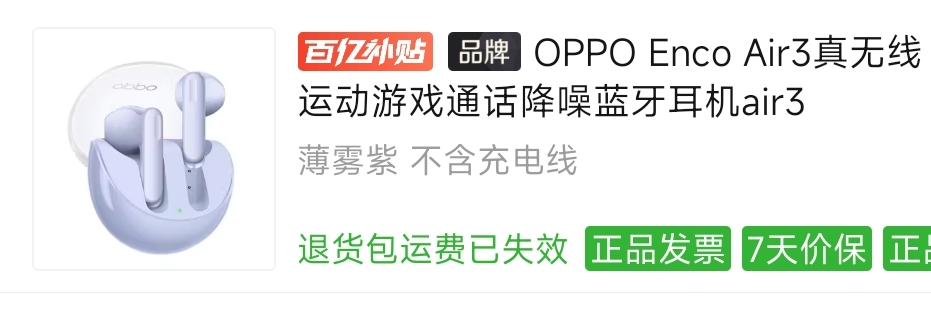 百亿补贴 品牌 OPPO Enco Air3真无线
运动游戏通话降噪蓝牙耳机air3
oppo
薄雾紫 不含充电线
退货包运费已失效 正品发票 7天价保 正